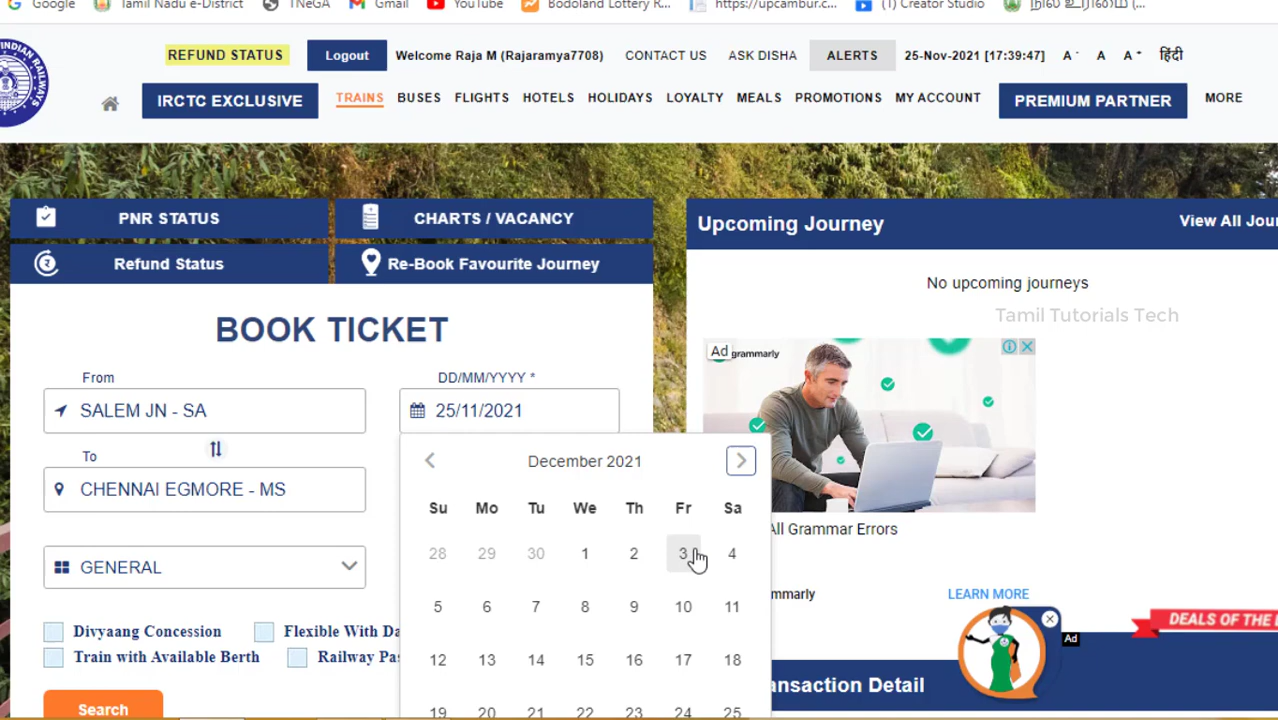 Google Tamil Nadu e-District TNeGA Gmail YouTube Bodoland Lottery R... https://upcambur.c... (1) Creator Studio
INDIAN RAILWAYS
REFUND STATUS Logout Welcome Raja M (Rajaramya7708) CONTACT US ASK DISHA ALERTS 25-Nov-2021 [17:39:47] A- A A+ हिंदी
IRCTC EXCLUSIVE TRAINS BUSES FLIGHTS HOTELS HOLIDAYS LOYALTY MEALS PROMOTIONS MY ACCOUNT PREMIUM PARTNER MORE
PNR STATUS CHARTS / VACANCY
Refund Status Re-Book Favourite Journey
BOOK TICKET
From
SALEM JN - SA
To
CHENNAI EGMORE - MS
GENERAL
DD/MM/YYYY *
25/11/2021
December 2021
Su Mo Tu We Th Fr Sa
28 29 30 1 2 3 4
5 6 7 8 9 10 11
12 13 14 15 16 17 18
19 20 21 22 23 24 25
Divyaang Concession Flexible With Da
Train with Available Berth Railway Pas
Search
Upcoming Journey View All Jour
No upcoming journeys
Tamil Tutorials Tech
Ad grammarly
All Grammar Errors
mmarly LEARN MORE
DEALS OF THE
Ad
ansaction Detail